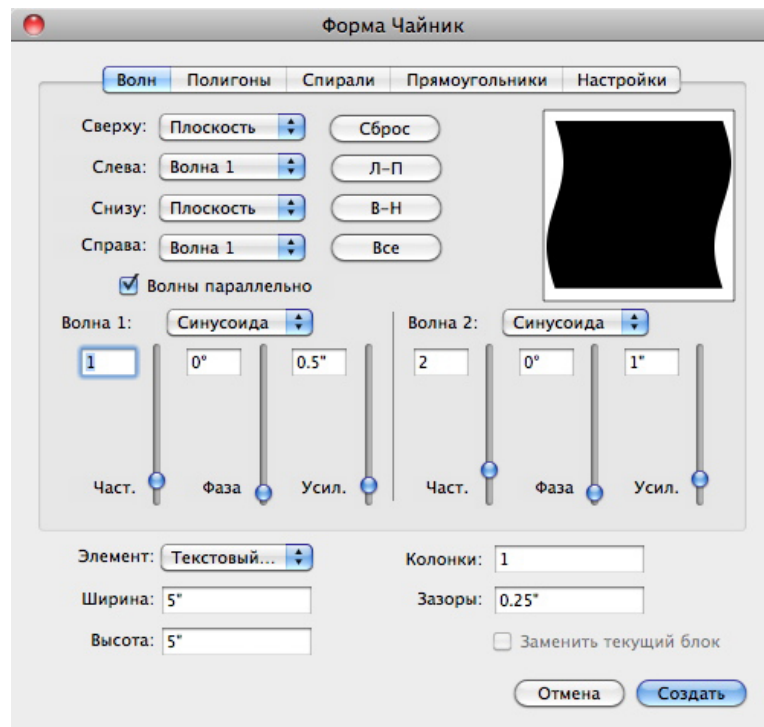 Форма Чайник
Волн Полигоны Спирали Прямоугольники Настройки
Сверху: Плоскость Сброс
Слева: Волна 1 Л-П
Снизу: Плоскость В-Н
Справа: Волна 1 Все
Волны параллельно
Волна 1: Синусоида Волна 2: Синусоида
1 0° 0.5" 2 0° 1"
Част. Фаза Усил. Част. Фаза Усил.
Элемент: Текстовый... Колонки: 1
Ширина: 5" Зазоры: 0.25"
Высота: 5" Заменить текущий блок
Отмена Создать